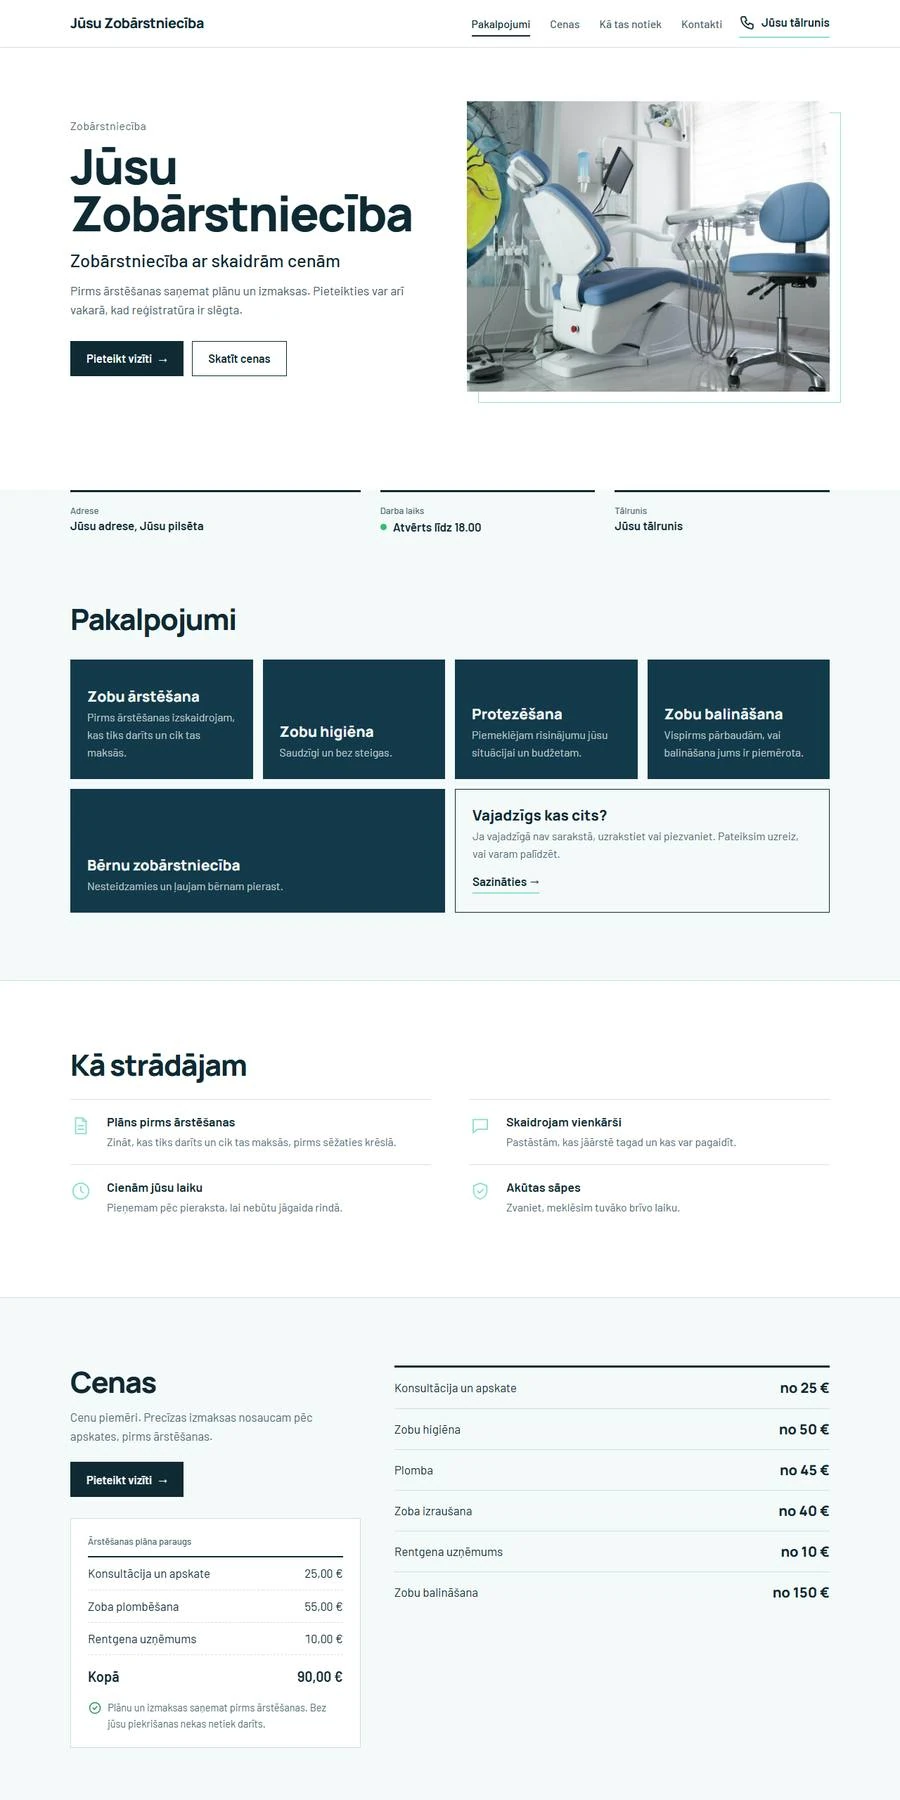 Jūsu Zobārstniecība
Pakalpojumi
Cenas
Kā tas notiek
Kontakti
Jūsu tālrunis
Zobārstniecība
Jūsu
Zobārstniecība
Zobārstniecība ar skaidrām cenām
Pirms ārstēšanas saņemat plānu un izmaksas. Pieteikties var arī
vakarā, kad reģistratūra ir slēgta.
Pieteikt vizīti →
Skatīt cenas
Adrese
Jūsu adrese, Jūsu pilsēta
Darba laiks
Atvērts līdz 18.00
Tālrunis
Jūsu tālrunis
Pakalpojumi
Zobu ārstēšana
Pirms ārstēšanas izskaidrojam,
kas tiks darīts un cik tas
maksās.
Zobu higiēna
Saudzīgi un bez steigas.
Protezēšana
Piemeklējam risinājumu jūsu
situācijai un budžetam.
Zobu balināšana
Vispirms pārbaudām, vai
balināšana jums ir piemērota.
Bērnu zobārstniecība
Nesteidzamies un ļaujam bērnam pierast.
Vajadzīgs kas cits?
Ja vajadzīgā nav sarakstā, uzrakstiet vai piezvaniet. Pateiksim uzreiz,
vai varam palīdzēt.
Sazināties →
Kā strādājam
Plāns pirms ārstēšanas
Zināt, kas tiks darīts un cik tas maksās, pirms sēžaties krēslā.
Skaidrojam vienkārši
Pastāstām, kas jāārstē tagad un kas var pagaidīt.
Cienām jūsu laiku
Pieņemam pēc pieraksta, lai nebūtu jāgaida rindā.
Akūtas sāpes
Zvaniet, meklēsim tuvāko brīvo laiku.
Cenas
Cenu piemēri. Precīzas izmaksas nosaucam pēc
apskates, pirms ārstēšanas.
Pieteikt vizīti →
Ārstēšanas plāna paraugs
Konsultācija un apskate 25,00 €
Zoba plombēšana 55,00 €
Rentgena uzņēmums 10,00 €
Kopā 90,00 €
Plānu un izmaksas saņemat pirms ārstēšanas. Bez
jūsu piekrišanas nekas netiek darīts.
Konsultācija un apskate no 25 €
Zobu higiēna no 50 €
Plomba no 45 €
Zoba izraušana no 40 €
Rentgena uzņēmums no 10 €
Zobu balināšana no 150 €